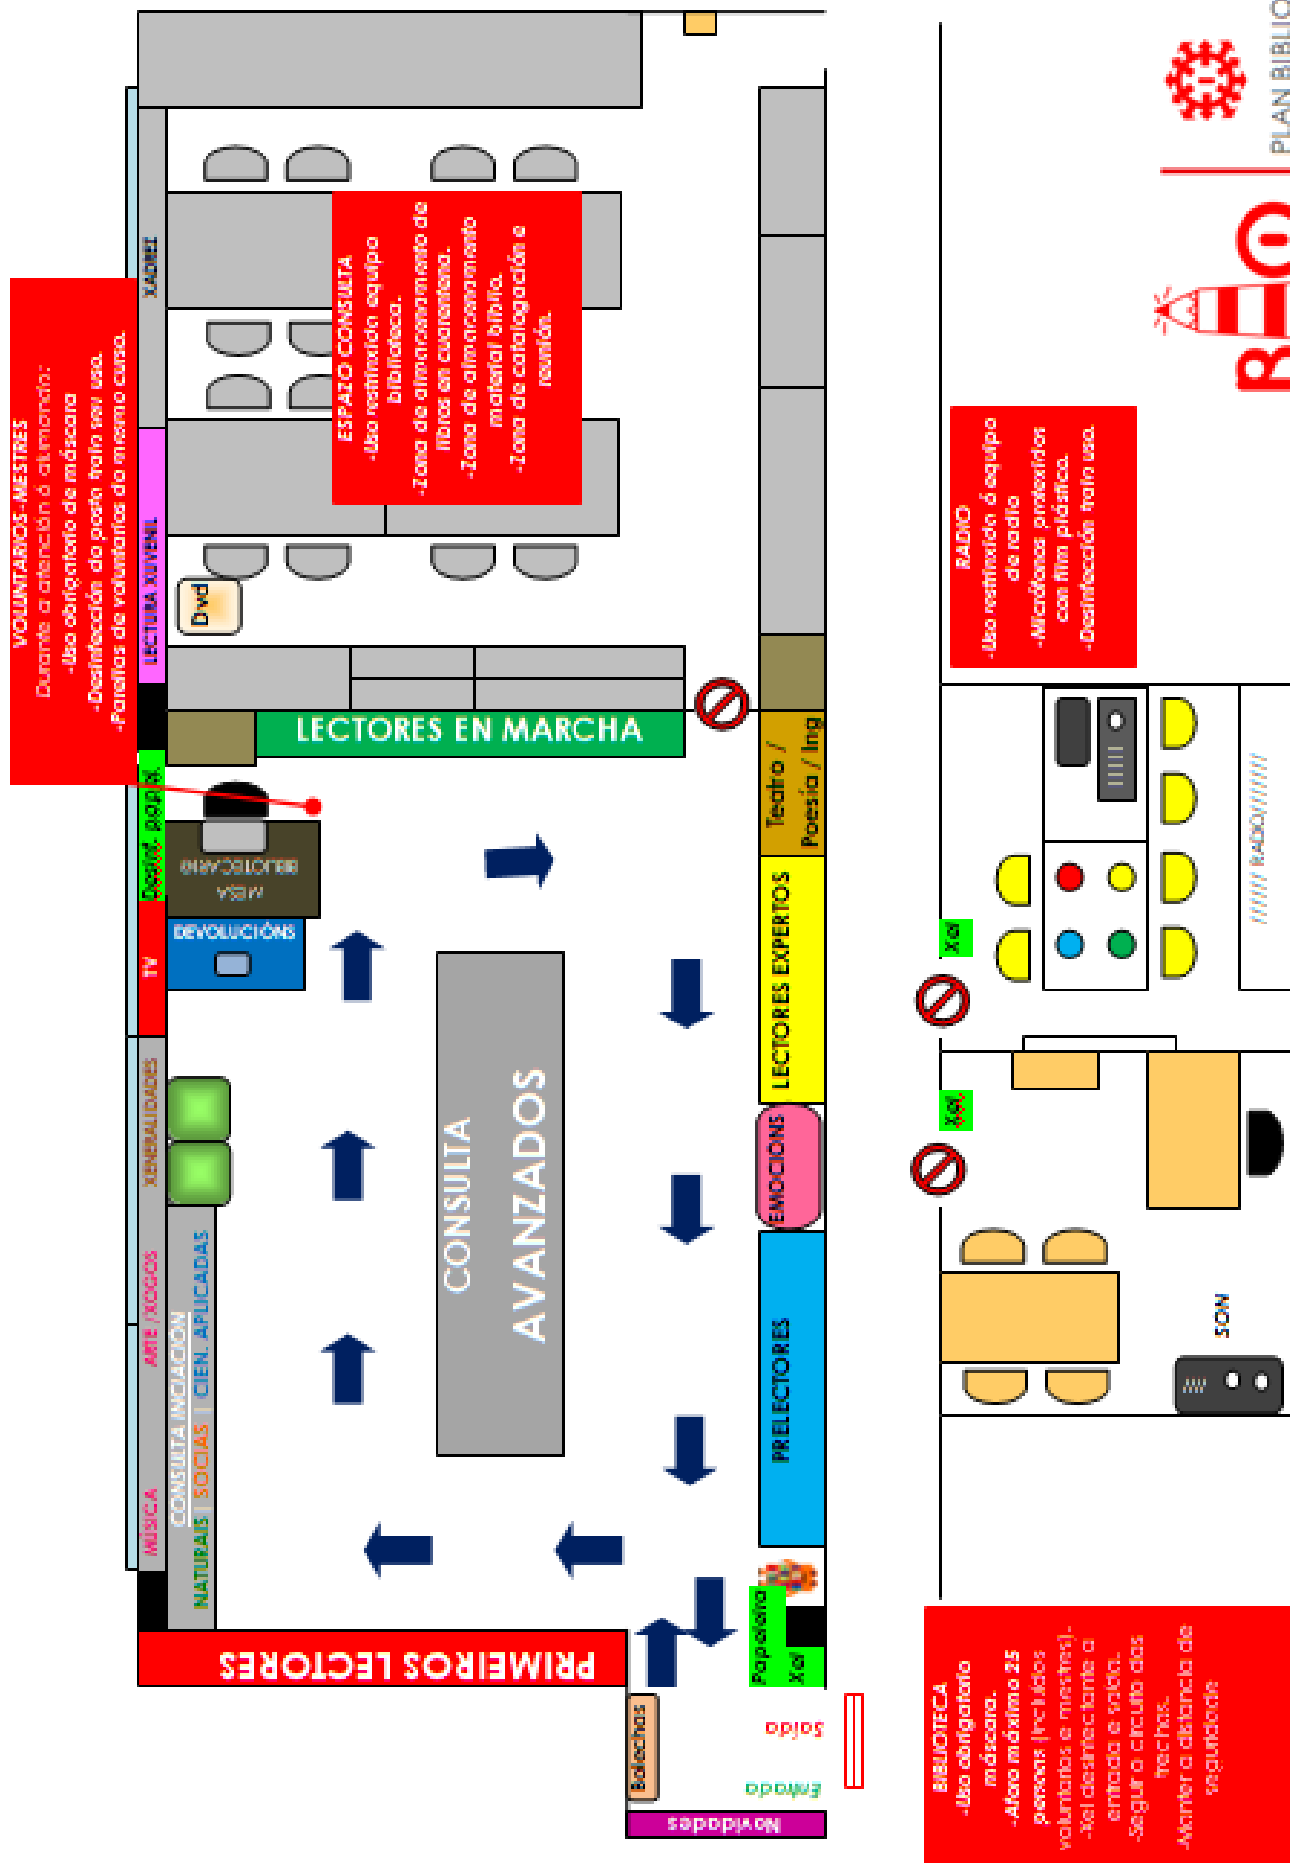 VOLUNTARIOS-MESTRES
Durante a atención ó alumnado:
-Uso obrigatorio de máscara
-Desinfección do posto tralo seu uso.
-Parellas de voluntarios do mesmo curso.
XADREZ
LECTURA XUVENIL
Desinf. papel
TV
XENERALIDADES
ARTE /XOGOS
MÚSICA
CONSULTA INICIACION
NATURAIS | SOCIAS | CIEN. APLICADAS
PRIMEIROS LECTORES
ESPAZO CONSULTA
-Uso restrinxido equipo
biblioteca.
-Zona de almacenamento de
libros en cuarentena.
-Zona de almacenamento
material biblio.
-Zona de catalogación e
reunión.
Dvd
LECTORES EN MARCHA
MESA
BIBLIOTECARIO
DEVOLUCIÓNS
CONSULTA
AVANZADOS
Teatro /
Poesía / Ing
LECTORES EXPERTOS
EMOCIÓNS
PRELECTORES
Papeleira
Xel
Bolechas
Saída
Entrada
Novidades
RADIO
-Uso restrinxido ó equipo
de radio
-Micrófonos protexidos
con film plástico.
-Desinfección tralo uso.
Xel
Xel.
////// RADIO///////
SON
BIBLIOTECA
-Uso obrigatorio
máscara.
-Aforo máximo 25
persoas (incluídos
voluntarios e mestres).
-Xel desinfectante a
entrada e saída.
-Seguir o circuito das
frechas.
-Manter a distancia de
seguridade
PLAN BIBLIO